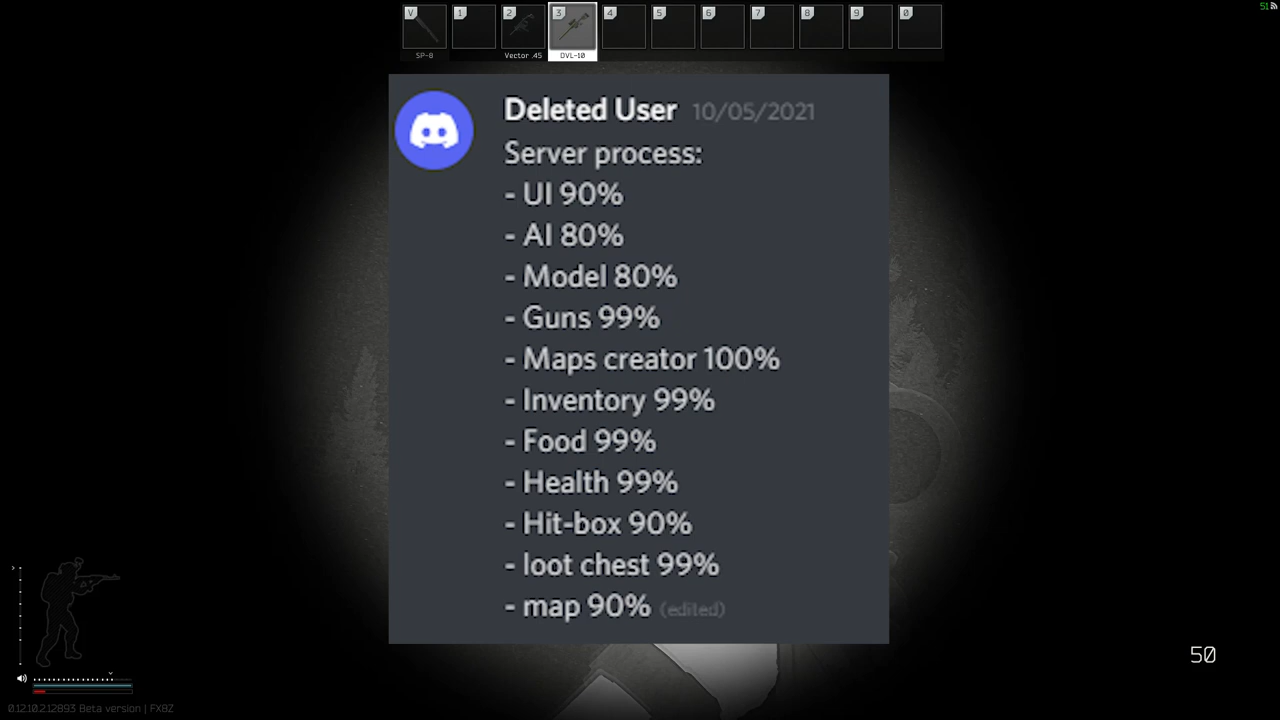 V 1 2 3 4 5 6 7 8 9 0
51
SP-8 Vector .45 DVL-10
Deleted User 10/05/2021
Server process:
- UI 90%
- AI 80%
- Model 80%
- Guns 99%
- Maps creator 100%
- Inventory 99%
- Food 99%
- Health 99%
- Hit-box 90%
- loot chest 99%
- map 90% (edited)
50
0.12.10.2.12893 Beta version | FX8Z